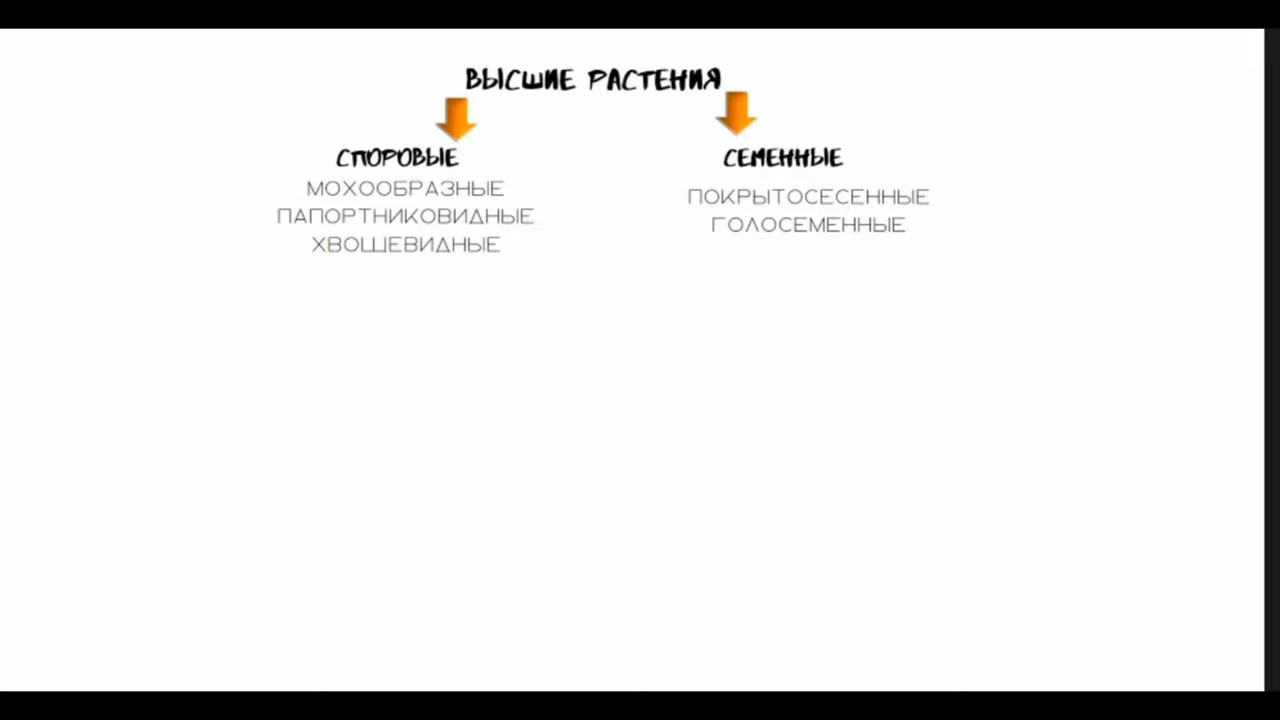 ВЫСШИЕ РАСТЕНИЯ
СПОРОВЫЕ
МОХООБРАЗНЫЕ
ПАПОРТНИКОВИДНЫЕ
ХВОЩЕВИДНЫЕ
СЕМЕННЫЕ
ПОКРЫТОСЕСЕННЫЕ
ГОЛОСЕМЕННЫЕ